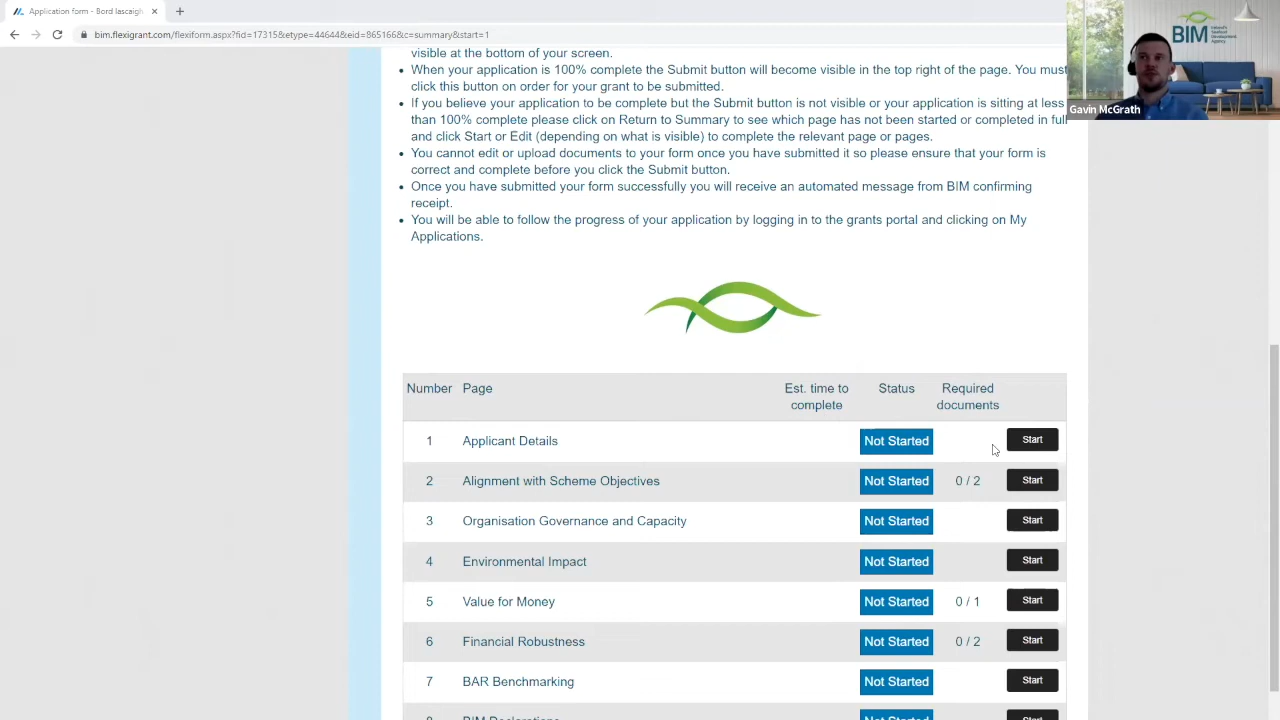 Application form - Bord Iascaigh
bim.flexigrant.com/flexiform.aspx?fid=17315&etype=44644&eid=865166&c=summary&start=1
BIM
Ireland's
Seafood
Development
Agency
Gavin McGrath
visible at the bottom of your screen.
When your application is 100% complete the Submit button will become visible in the top right of the page. You must
click this button on order for your grant to be submitted.
If you believe your application to be complete but the Submit button is not visible or your application is sitting at less
than 100% complete please click on Return to Summary to see which page has not been started or completed in full
and click Start or Edit (depending on what is visible) to complete the relevant page or pages.
You cannot edit or upload documents to your form once you have submitted it so please ensure that your form is
correct and complete before you click the Submit button.
Once you have submitted your form successfully you will receive an automated message from BIM confirming
receipt.
You will be able to follow the progress of your application by logging in to the grants portal and clicking on My
Applications.
Number Page Est. time to complete Status Required documents
1 Applicant Details Not Started Start
2 Alignment with Scheme Objectives Not Started 0 / 2 Start
3 Organisation Governance and Capacity Not Started Start
4 Environmental Impact Not Started Start
5 Value for Money Not Started 0 / 1 Start
6 Financial Robustness Not Started 0 / 2 Start
7 BAR Benchmarking Not Started Start
8 BIM Declarations Not Started Start